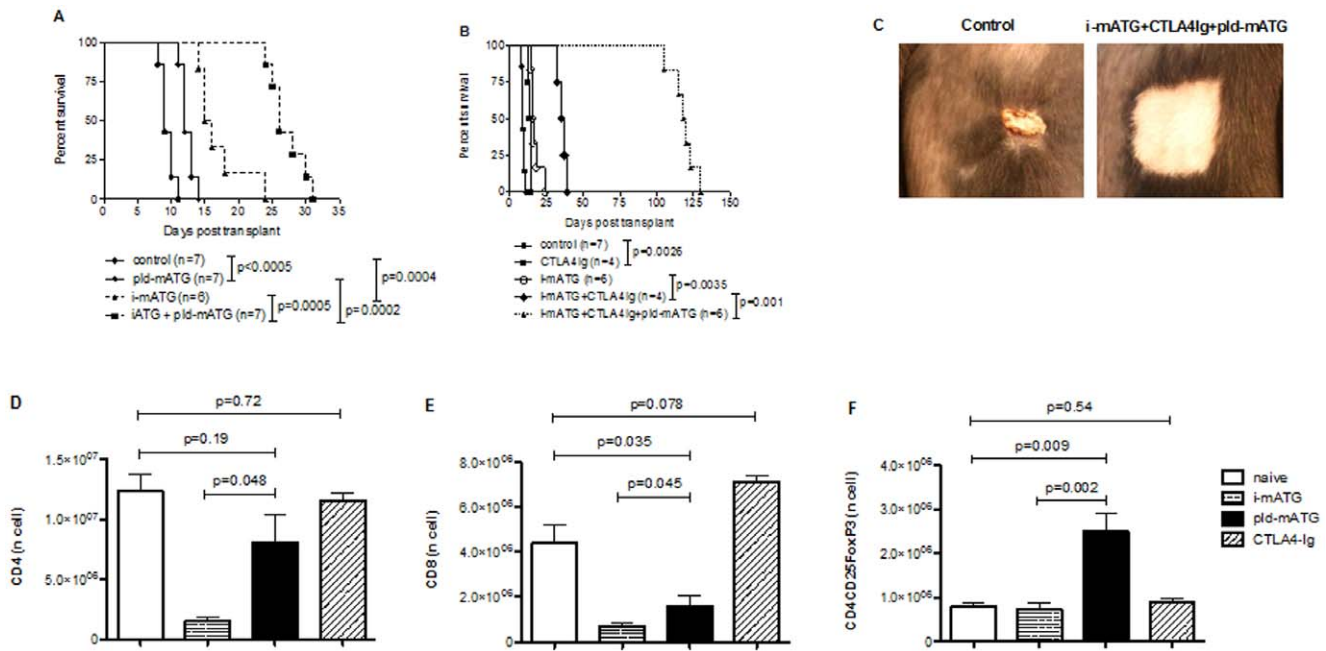 A
Percent survival
100
75
50
25
0
0 5 10 15 20 25 30 35
Days post transplant
control (n=7)
pld-mATG (n=7)
i-mATG (n=6)
iATG + pld-mATG (n=7)
p<0.0005
p=0.0005
p=0.0002
p=0.0004
B
Percent survival
100
75
50
25
0
0 25 50 75 100 125 150
Days post transplant
control (n=7)
CTLA4Ig (n=4)
i-mATG (n=6)
i-mATG+CTLA4Ig (n=4)
i-mATG+CTLA4Ig+pld-mATG (n=6)
p=0.0026
p=0.0035
p=0.001
C
Control
i-mATG+CTLA4Ig+pld-mATG
D
p=0.72
p=0.19
p=0.048
CD4 (n cell)
1.5×10⁰⁷
1.0×10⁰⁷
5.0×10⁰⁶
0
E
p=0.078
p=0.035
p=0.045
CD8 (n cell)
8.0×10⁰⁶
6.0×10⁰⁶
4.0×10⁰⁶
2.0×10⁰⁶
0
F
p=0.54
p=0.009
p=0.002
CD4CD25FoxP3 (n cell)
4.0×10⁰⁶
3.0×10⁰⁶
2.0×10⁰⁶
1.0×10⁰⁶
0
naive
i-mATG
pld-mATG
CTLA4-Ig